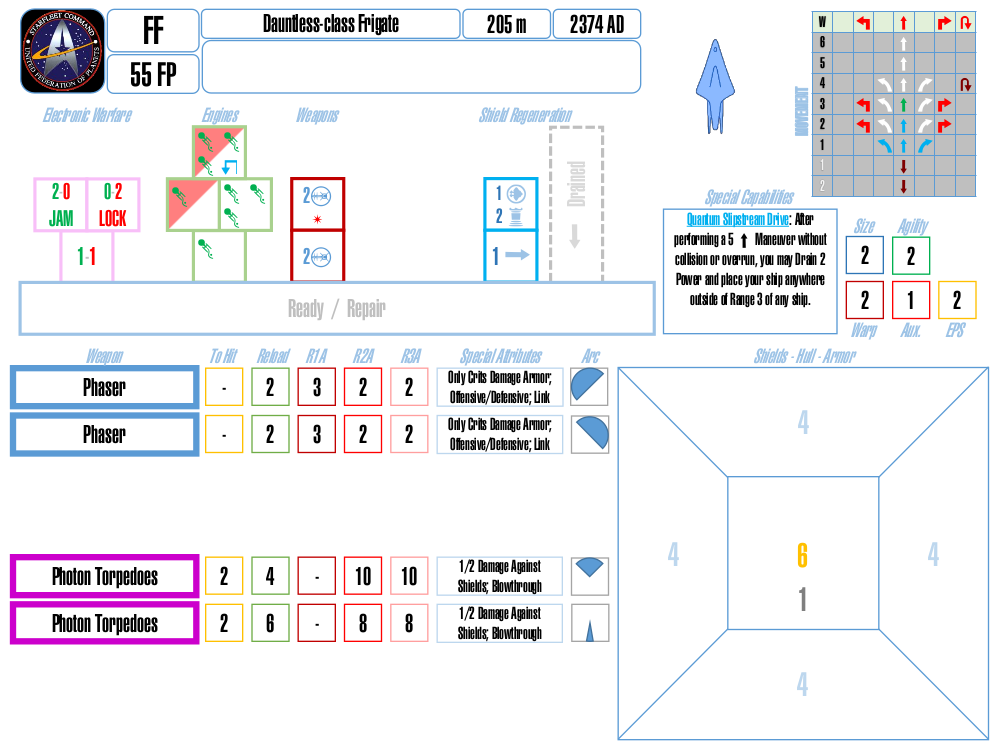 STARFLEET COMMAND
UNITED FEDERATION OF PLANETS
FF
55 FP
Dauntless-class Frigate
205 m
2374 AD
MOVEMENT
W
6
5
4
3
2
1
1
2
Electronic Warfare
Engines
Weapons
Shield Regeneration
2-0
JAM
0-2
LOCK
1-1
2
2
1
2
1
Drained
Ready / Repair
Special Capabilities
Quantum Slipstream Drive: After
performing a 5 ↑ Maneuver without
collision or overrun, you may Drain 2
Power and place your ship anywhere
outside of Range 3 of any ship.
Size
Agility
2
2
2
1
2
Warp
Aux.
EPS
Weapon
To Hit
Reload
R1A
R2A
R3A
Special Attributes
Arc
Phaser
-
2
3
2
2
Only Crits Damage Armor;
Offensive/Defensive; Link
Phaser
-
2
3
2
2
Only Crits Damage Armor;
Offensive/Defensive; Link
Photon Torpedoes
2
4
-
10
10
1/2 Damage Against
Shields; Blowthrough
Photon Torpedoes
2
6
-
8
8
1/2 Damage Against
Shields; Blowthrough
Shields - Hull - Armor
4
4
6
4
1
4